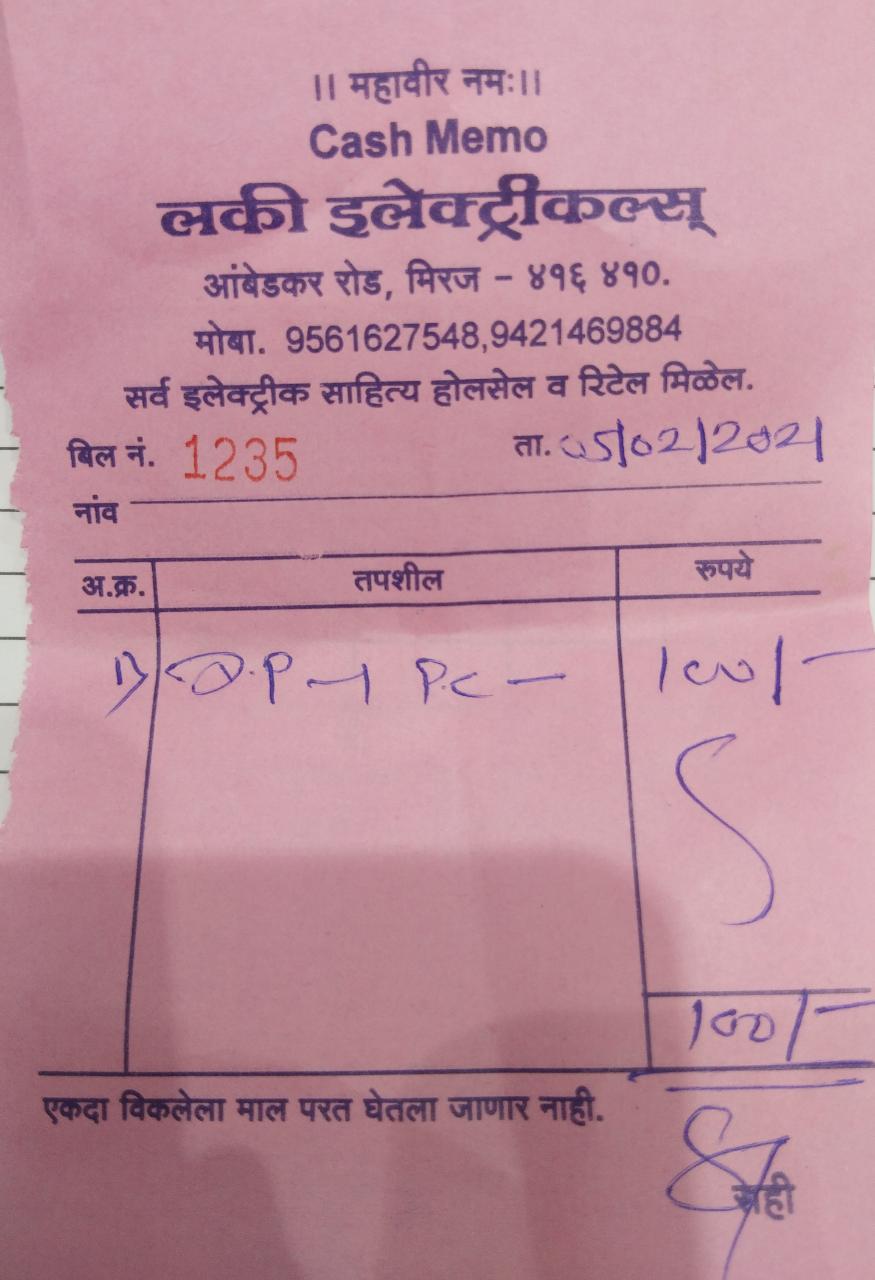 ।। महावीर नमः।।
Cash Memo
लकी इलेक्ट्रीकल्स्
आंबेडकर रोड, मिरज – ४१६ ४१०.
मोबा. 9561627548,9421469884
सर्व इलेक्ट्रीक साहित्य होलसेल व रिटेल मिळेल.
बिल नं. 1235 ता. 05/02/2021
नांव
अ.क्र. तपशील रुपये
1) D.P – 1 P.C – 100/-
100/-
एकदा विकलेला माल परत घेतला जाणार नाही.
सही